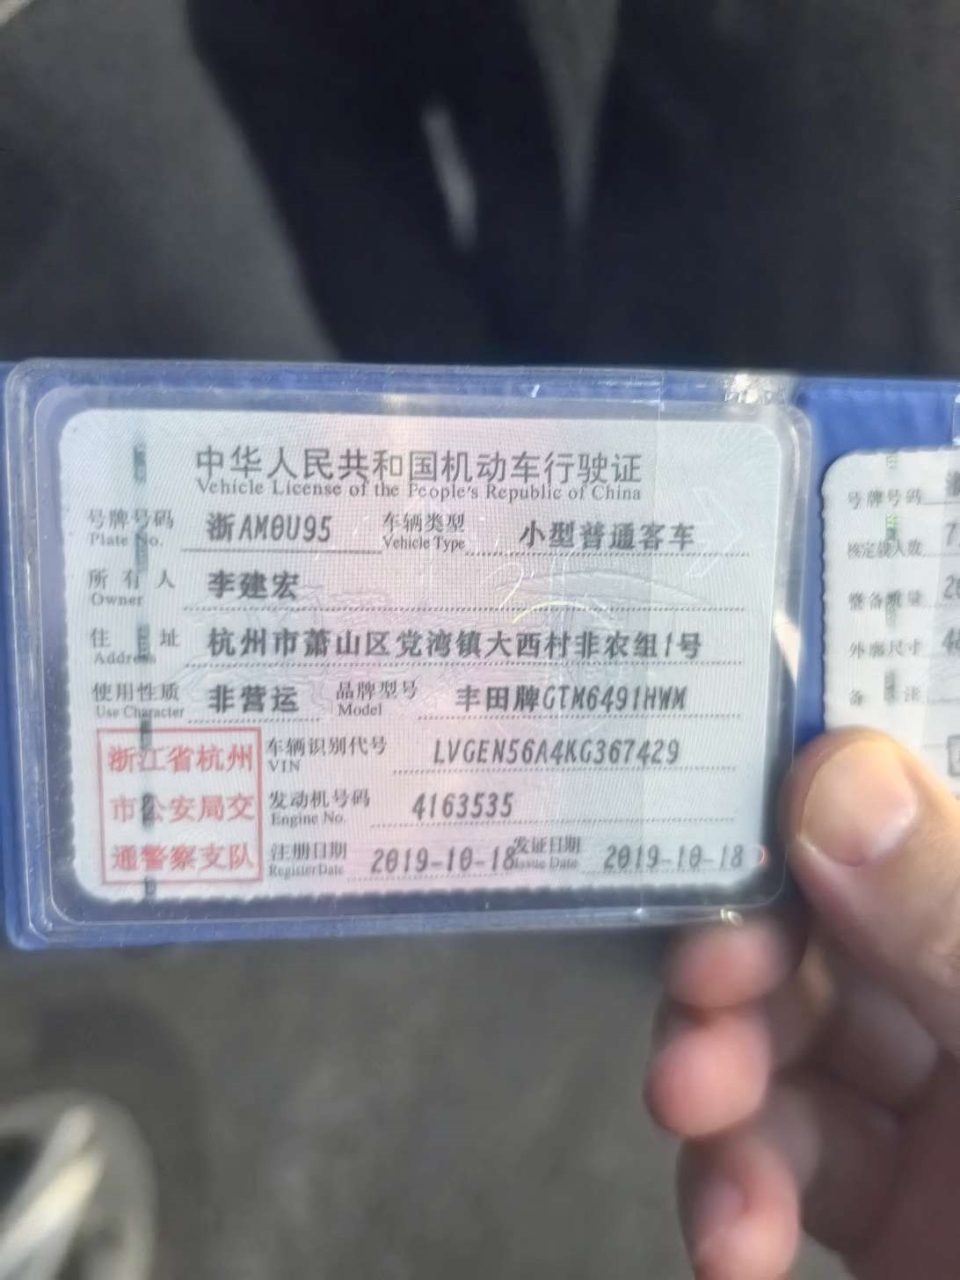 中华人民共和国机动车行驶证
Vehicle License of the People's Republic of China
号牌号码 浙AM0U95 车辆类型 小型普通客车
Plate No. Vehicle Type
所有人 李建宏
Owner
住址 杭州市萧山区党湾镇大西村非农组1号
Address
使用性质 非营运 品牌型号 丰田牌GTM6491HWM
Use Character Model
浙江省杭州
市公安局交
通警察支队
车辆识别代号 LVGEN56A4KG367429
VIN
发动机号码 4163535
Engine No.
注册日期 2019-10-18 发证日期 2019-10-18
Register Date Issue Date
号牌号码
核定载人数 7
整备质量
外廓尺寸
备注